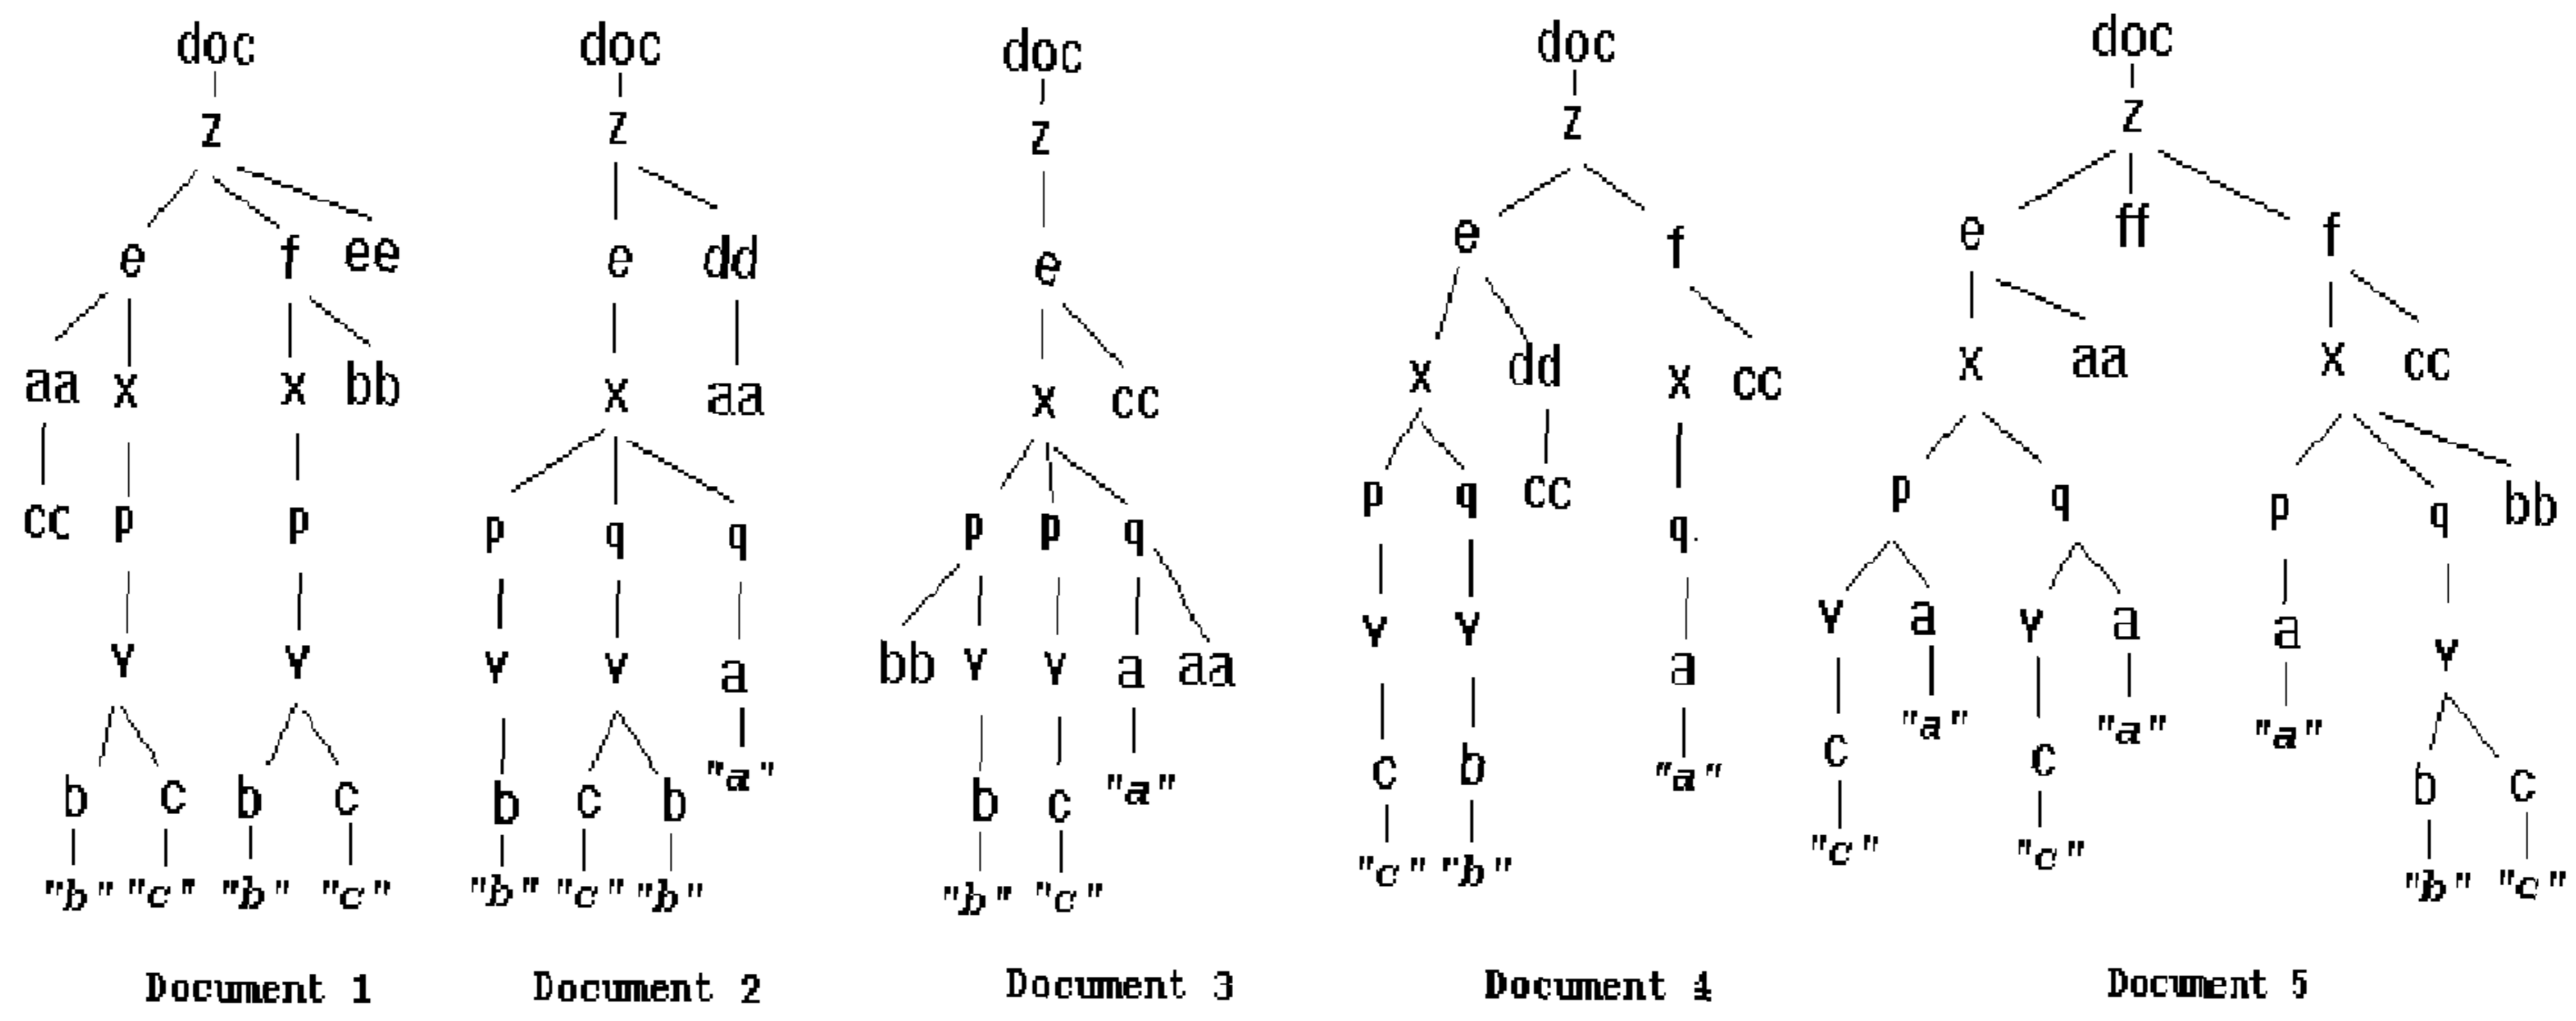 doc doc doc doc doc
z z z z z
e f ee e dd e e f e ff f
aa x x bb x aa x cc x dd x cc x aa x cc
cc p p p q q p p q p q cc q p q p q bb
v v v v a bb v v a aa v v a v a v a a v
b c b c b c b "a" b c "a" c b "a" c "a" c "a" "a" b c
"b" "c" "b" "c" "b" "c" "b" "b" "c" "c" "b" "c" "c" "b" "c"
Document 1 Document 2 Document 3 Document 4 Document 5